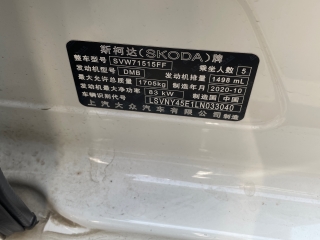 斯柯达(SKODA)牌
整车型号 SVW71515FF 乘坐人数 5
发动机型号 DMB 发动机排量 1498 mL
最大允许总质量 1705kg 制造年月 2020-10
发动机最大净功率 83 kW 制造国 中国
车辆识别代号 LSVNY45E1LN033040
上汽大众汽车有限公司 制造